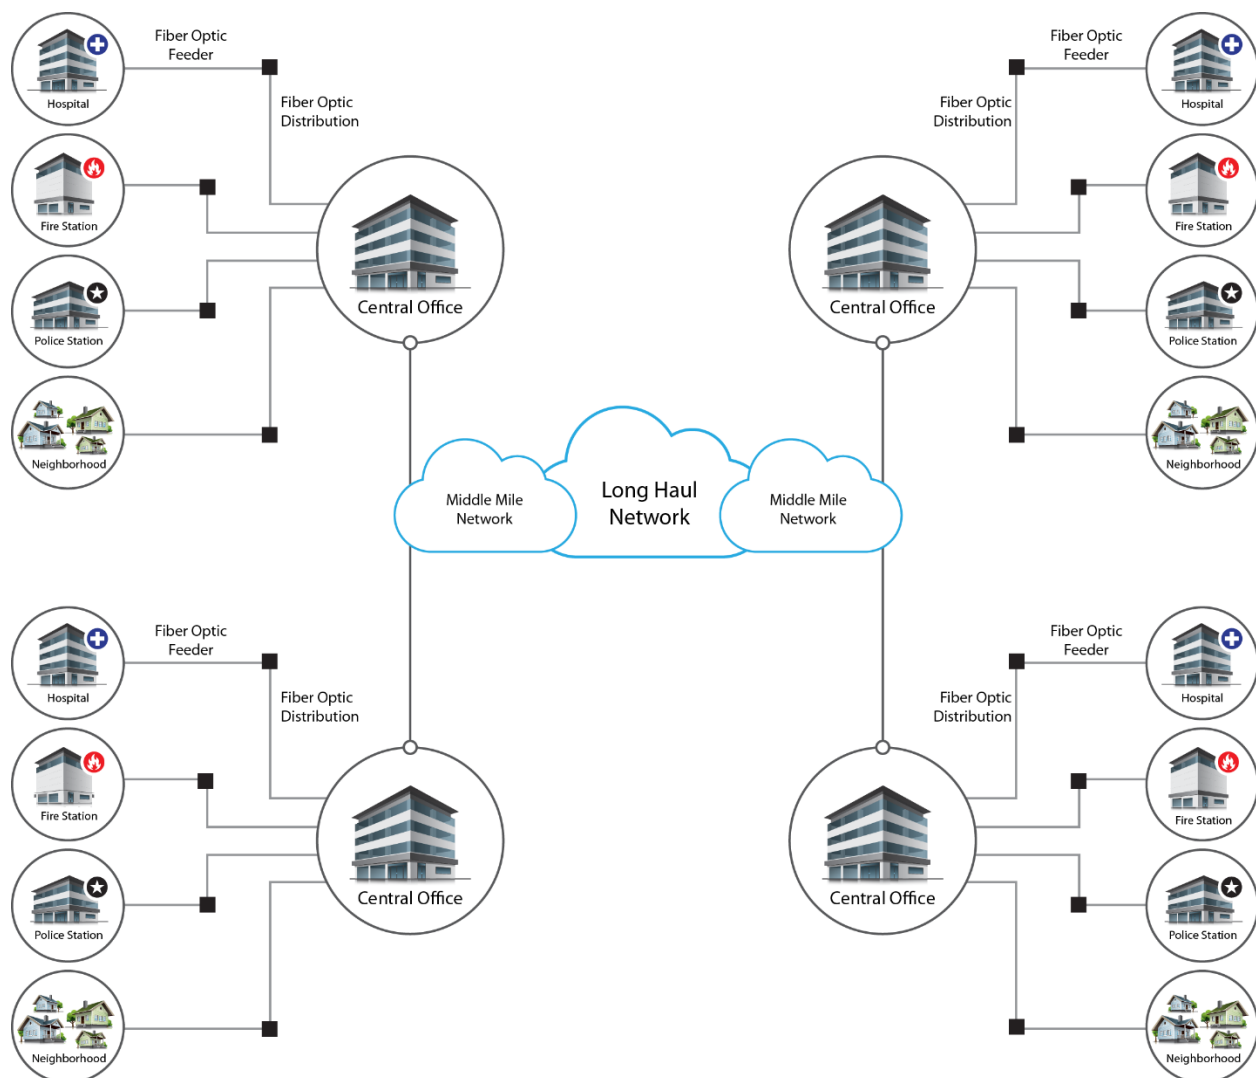 Fiber Optic
Feeder
Hospital
Fiber Optic
Distribution
Fire Station
Police Station
Neighborhood
Central Office
Fiber Optic
Feeder
Hospital
Fiber Optic
Distribution
Fire Station
Police Station
Neighborhood
Central Office
Middle Mile
Network
Long Haul
Network
Middle Mile
Network
Fiber Optic
Feeder
Hospital
Fiber Optic
Distribution
Fire Station
Police Station
Neighborhood
Central Office
Fiber Optic
Feeder
Hospital
Fiber Optic
Distribution
Fire Station
Police Station
Neighborhood
Central Office